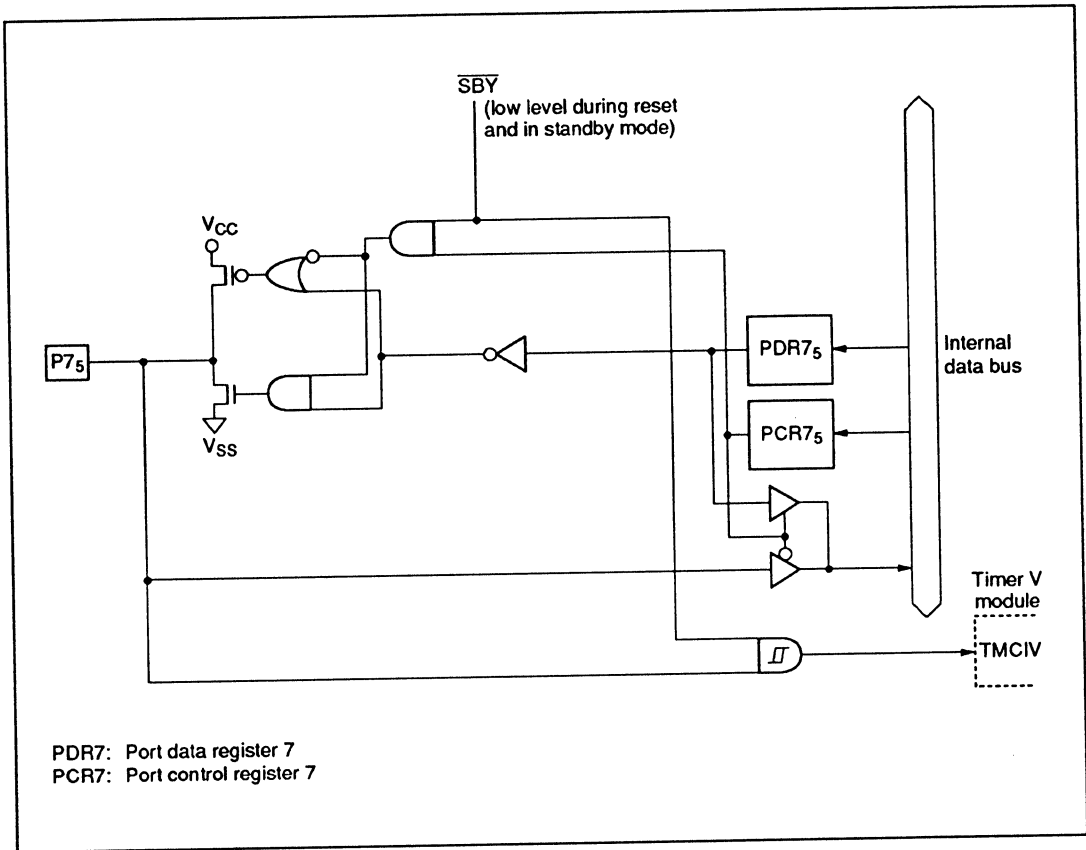 S̅B̅Y̅
(low level during reset
and in standby mode)
VCC
P7₅
PDR7₅
Internal
data bus
PCR7₅
VSS
Timer V
module
TMCIV
PDR7: Port data register 7
PCR7: Port control register 7